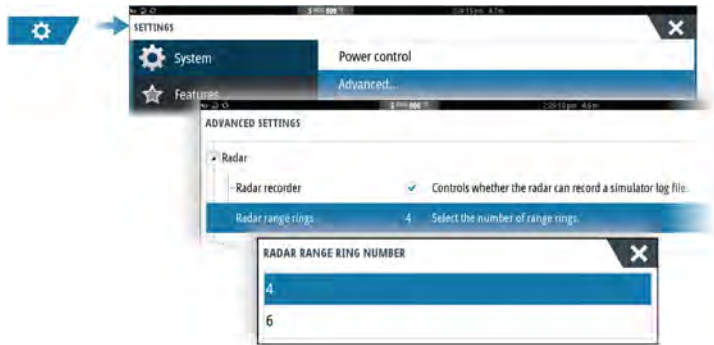 SETTINGS
System
Power control
Features
Advanced...
ADVANCED SETTINGS
Radar
Radar recorder
Controls whether the radar can record a simulator log file.
Radar range rings
4
Select the number of range rings.
RADAR RANGE RING NUMBER
4
6